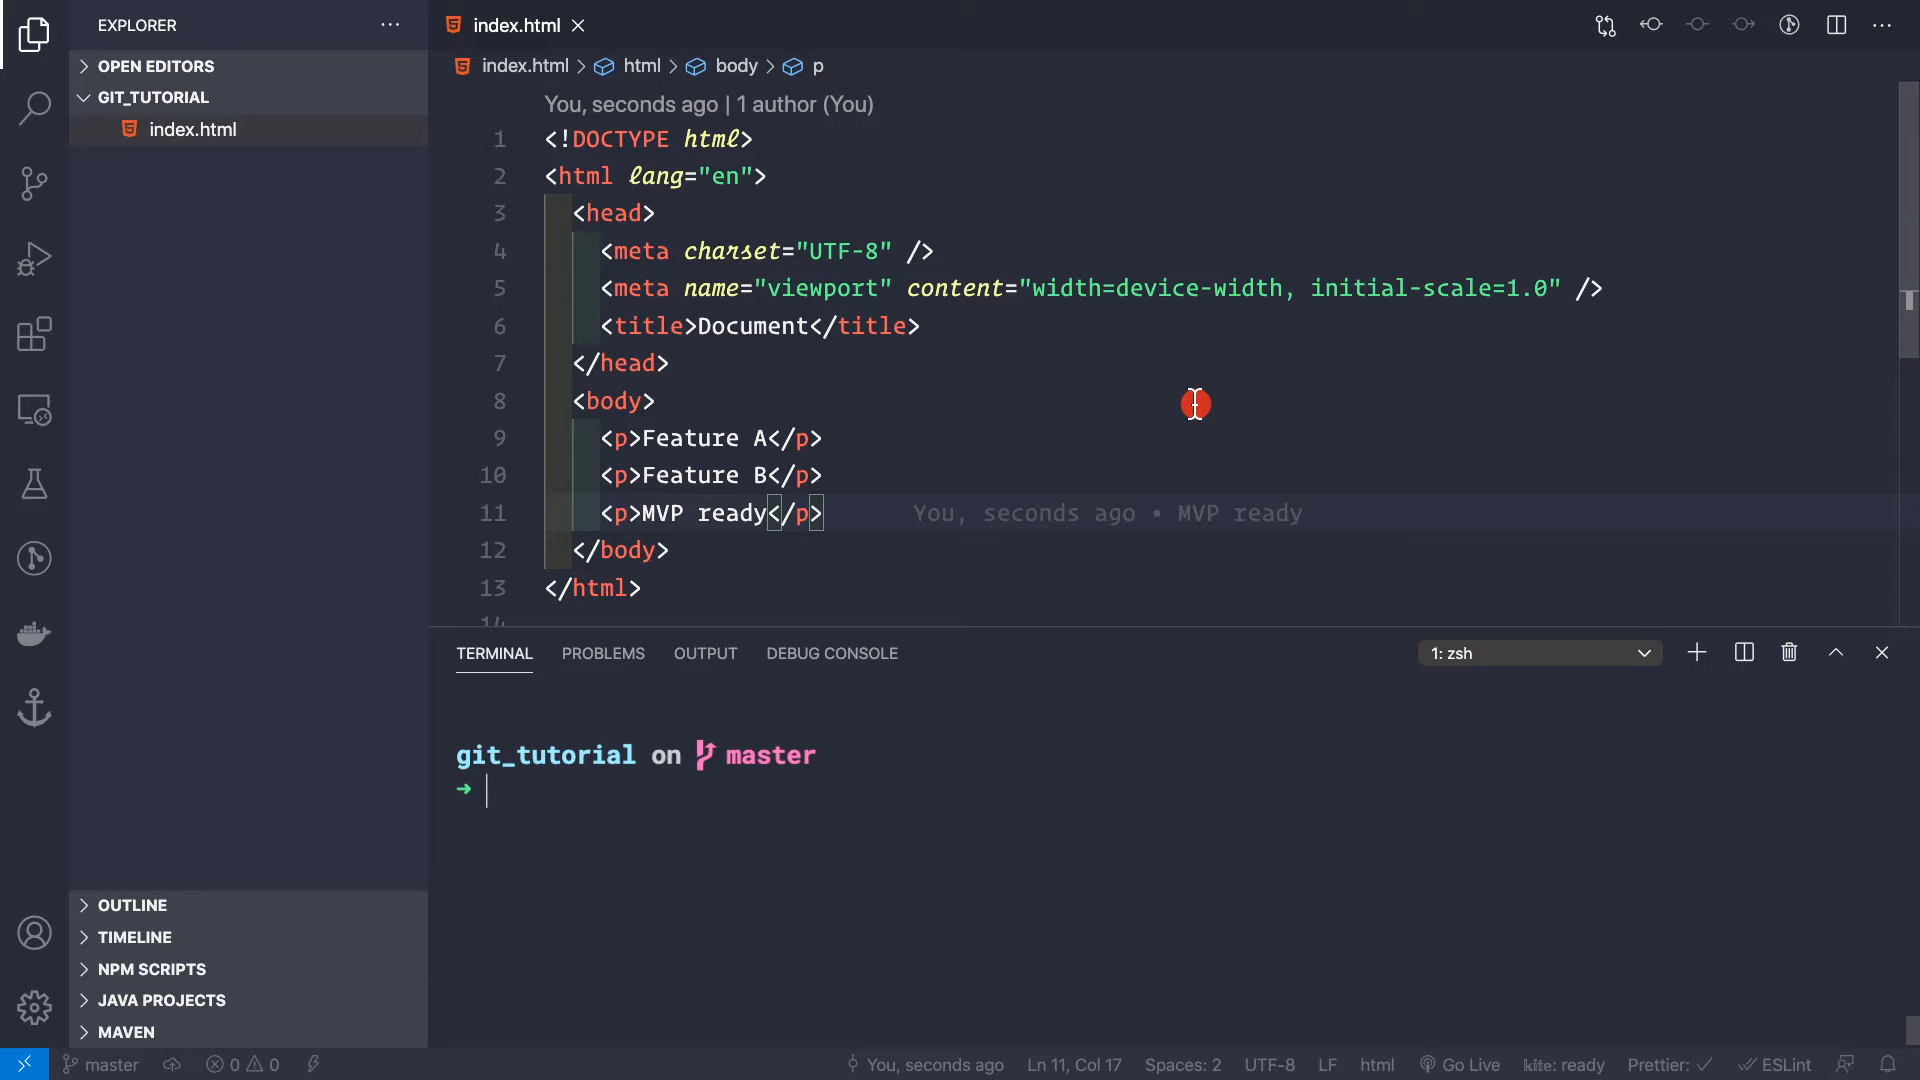 EXPLORER
OPEN EDITORS
GIT_TUTORIAL
index.html
OUTLINE
TIMELINE
NPM SCRIPTS
JAVA PROJECTS
MAVEN
index.html
index.html > html > body > p
You, seconds ago | 1 author (You)
1 <!DOCTYPE html>
2 <html lang="en">
3 <head>
4 <meta charset="UTF-8" />
5 <meta name="viewport" content="width=device-width, initial-scale=1.0" />
6 <title>Document</title>
7 </head>
8 <body>
9 <p>Feature A</p>
10 <p>Feature B</p>
11 <p>MVP ready</p> You, seconds ago • MVP ready
12 </body>
13 </html>
14
TERMINAL PROBLEMS OUTPUT DEBUG CONSOLE 1: zsh
git_tutorial on master
➜
master 0 0 You, seconds ago Ln 11, Col 17 Spaces: 2 UTF-8 LF html Go Live kite: ready Prettier: ✓ ESLint